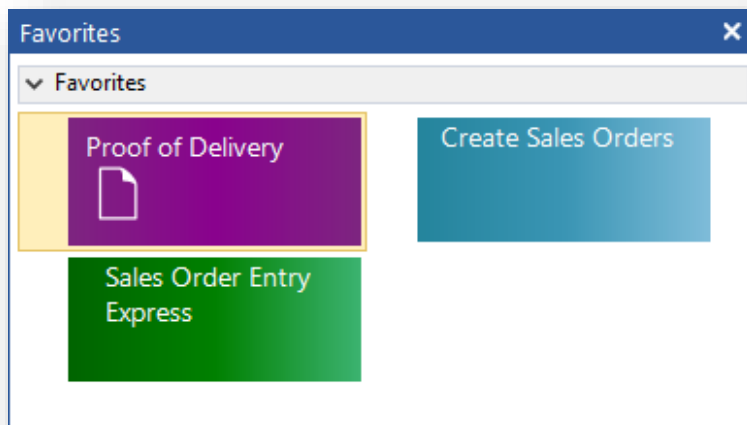 Favorites
Favorites
Proof of Delivery
Create Sales Orders
Sales Order Entry
Express